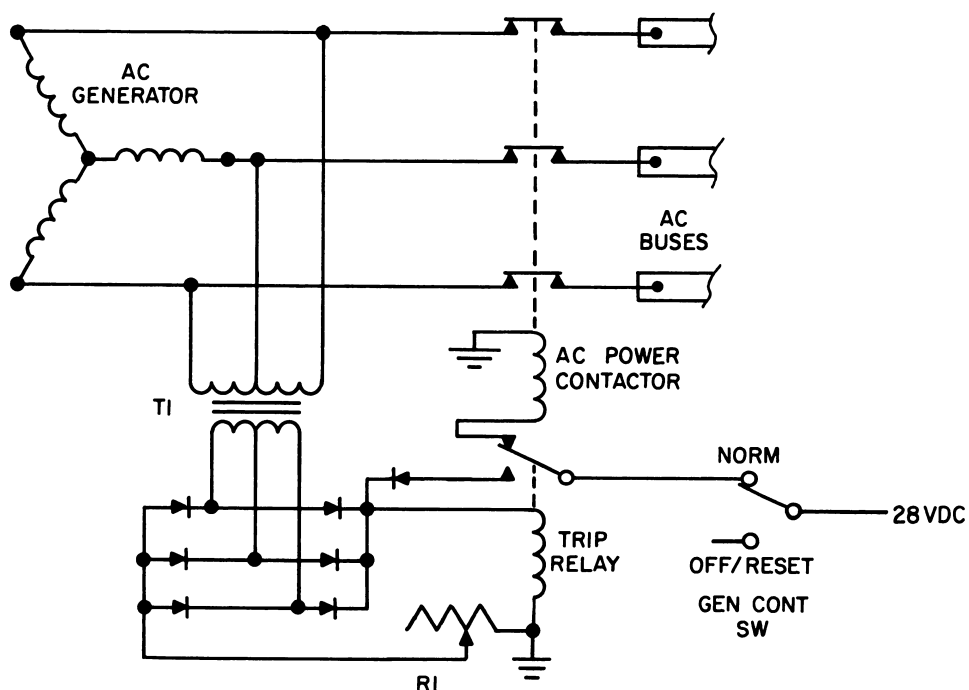 AC
GENERATOR
AC
BUSES
AC POWER
CONTACTOR
T1
NORM
28VDC
TRIP
RELAY
OFF/RESET
GEN CONT
SW
R1